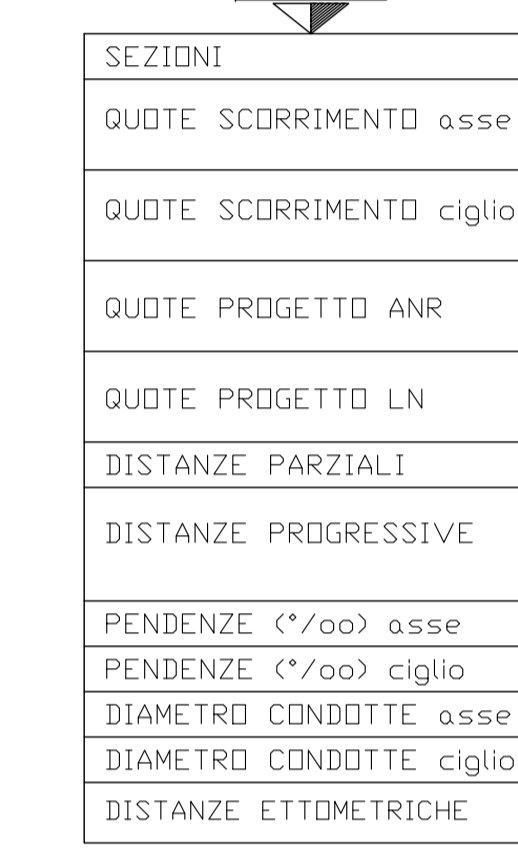 SEZIONI
QUOTE SCORRIMENTO asse
QUOTE SCORRIMENTO ciglio
QUOTE PROGETTO ANR
QUOTE PROGETTO LN
DISTANZE PARZIALI
DISTANZE PROGRESSIVE
PENDENZE (°/oo) asse
PENDENZE (°/oo) ciglio
DIAMETRO CONDOTTE asse
DIAMETRO CONDOTTE ciglio
DISTANZE ETTOMETRICHE